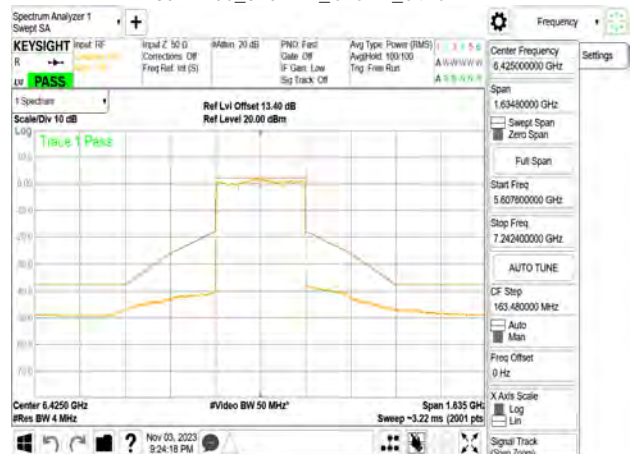 Spectrum Analyzer 1
Swept SA
+
Frequency
KEYSIGHT
Input: RF
Input Z: 50 Ω
#Atten: 20 dB
PNO: Fast
Avg Type: Power (RMS)
R
Corrections: Off
Gate: Off
Avg|Hold: 100/100
Freq Ref: Int (S)
IF Gain: Low
Trig: Free Run
Sig Track: Off
PASS
Center Frequency
6.425000000 GHz
Settings
Span
1.63480000 GHz
Swept Span
Zero Span
Full Span
Start Freq
5.607600000 GHz
Stop Freq
7.242400000 GHz
AUTO TUNE
CF Step
163.480000 MHz
Auto
Man
Freq Offset
0 Hz
X Axis Scale
Log
Lin
Signal Track
(Span Zoom)
1 Spectrum
Ref Lvl Offset 13.40 dB
Scale/Div 10 dB
Ref Level 20.00 dBm
Log
Trace 1 Pass
Center 6.4250 GHz
#Video BW 50 MHz*
Span 1.635 GHz
#Res BW 4 MHz
Sweep ~3.22 ms (2001 pts
?
Nov 03, 2023
9:24:18 PM